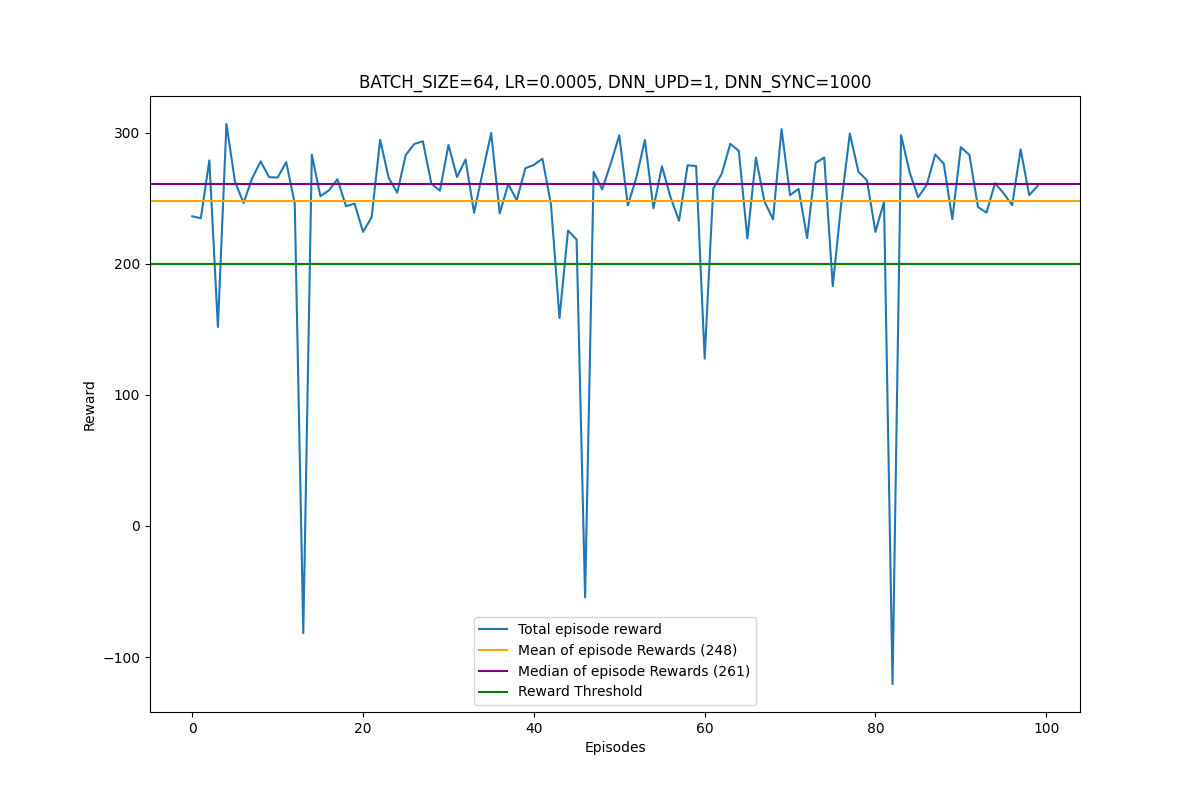 BATCH_SIZE=64, LR=0.0005, DNN_UPD=1, DNN_SYNC=1000
300
200
100
0
−100
Reward
Total episode reward
Mean of episode Rewards (248)
Median of episode Rewards (261)
Reward Threshold
0 20 40 60 80 100
Episodes